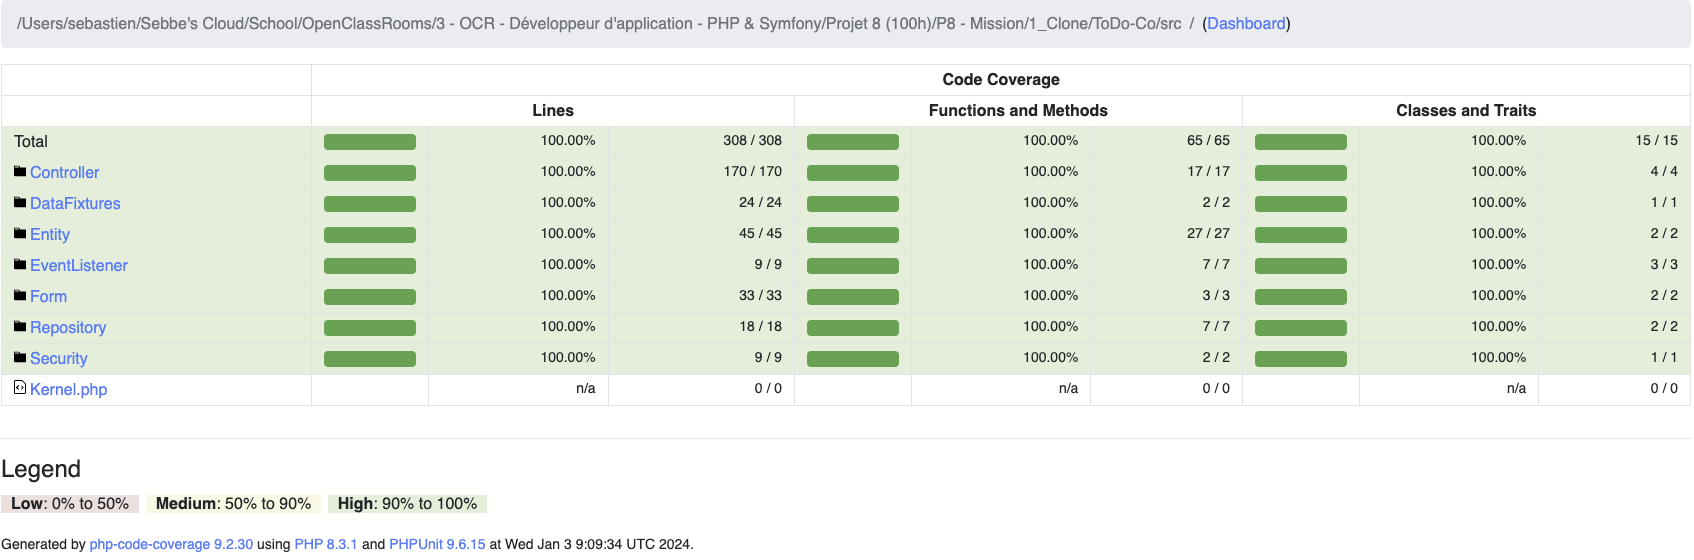 /Users/sebastien/Sebbe's Cloud/School/OpenClassRooms/3 - OCR - Développeur d'application - PHP & Symfony/Projet 8 (100h)/P8 - Mission/1_Clone/ToDo-Co/src / (Dashboard)
Code Coverage
Lines Functions and Methods Classes and Traits
Total 100.00% 308 / 308 100.00% 65 / 65 100.00% 15 / 15
Controller 100.00% 170 / 170 100.00% 17 / 17 100.00% 4 / 4
DataFixtures 100.00% 24 / 24 100.00% 2 / 2 100.00% 1 / 1
Entity 100.00% 45 / 45 100.00% 27 / 27 100.00% 2 / 2
EventListener 100.00% 9 / 9 100.00% 7 / 7 100.00% 3 / 3
Form 100.00% 33 / 33 100.00% 3 / 3 100.00% 2 / 2
Repository 100.00% 18 / 18 100.00% 7 / 7 100.00% 2 / 2
Security 100.00% 9 / 9 100.00% 2 / 2 100.00% 1 / 1
Kernel.php n/a 0 / 0 n/a 0 / 0 n/a 0 / 0
Legend
Low: 0% to 50% Medium: 50% to 90% High: 90% to 100%
Generated by php-code-coverage 9.2.30 using PHP 8.3.1 and PHPUnit 9.6.15 at Wed Jan 3 9:09:34 UTC 2024.